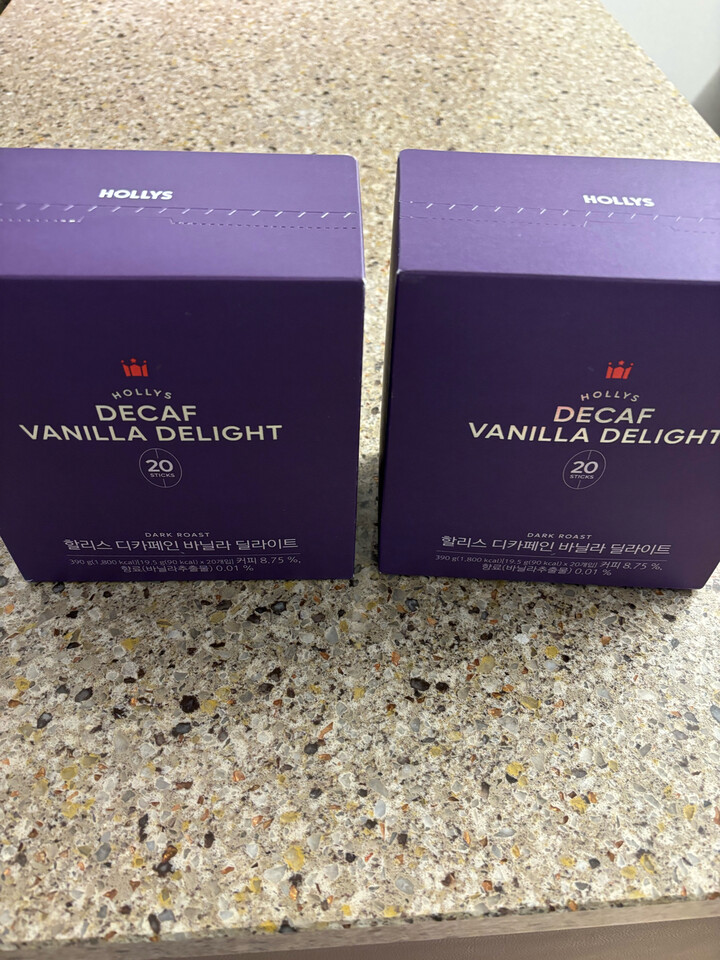 HOLLYS
HOLLYS
DECAF
VANILLA DELIGHT
20
STICKS
DARK ROAST
할리스 디카페인 바닐라 딜라이트
390 g(1,800 kcal)[19.5 g(90 kcal) x 20개입] 커피 8.75 %,
향료(바닐라추출물) 0.01 %
HOLLYS
HOLLYS
DECAF
VANILLA DELIGHT
20
STICKS
DARK ROAST
할리스 디카페인 바닐라 딜라이트
390 g(1,800 kcal)[19.5 g(90 kcal) x 20개입] 커피 8.75 %,
향료(바닐라추출물) 0.01 %